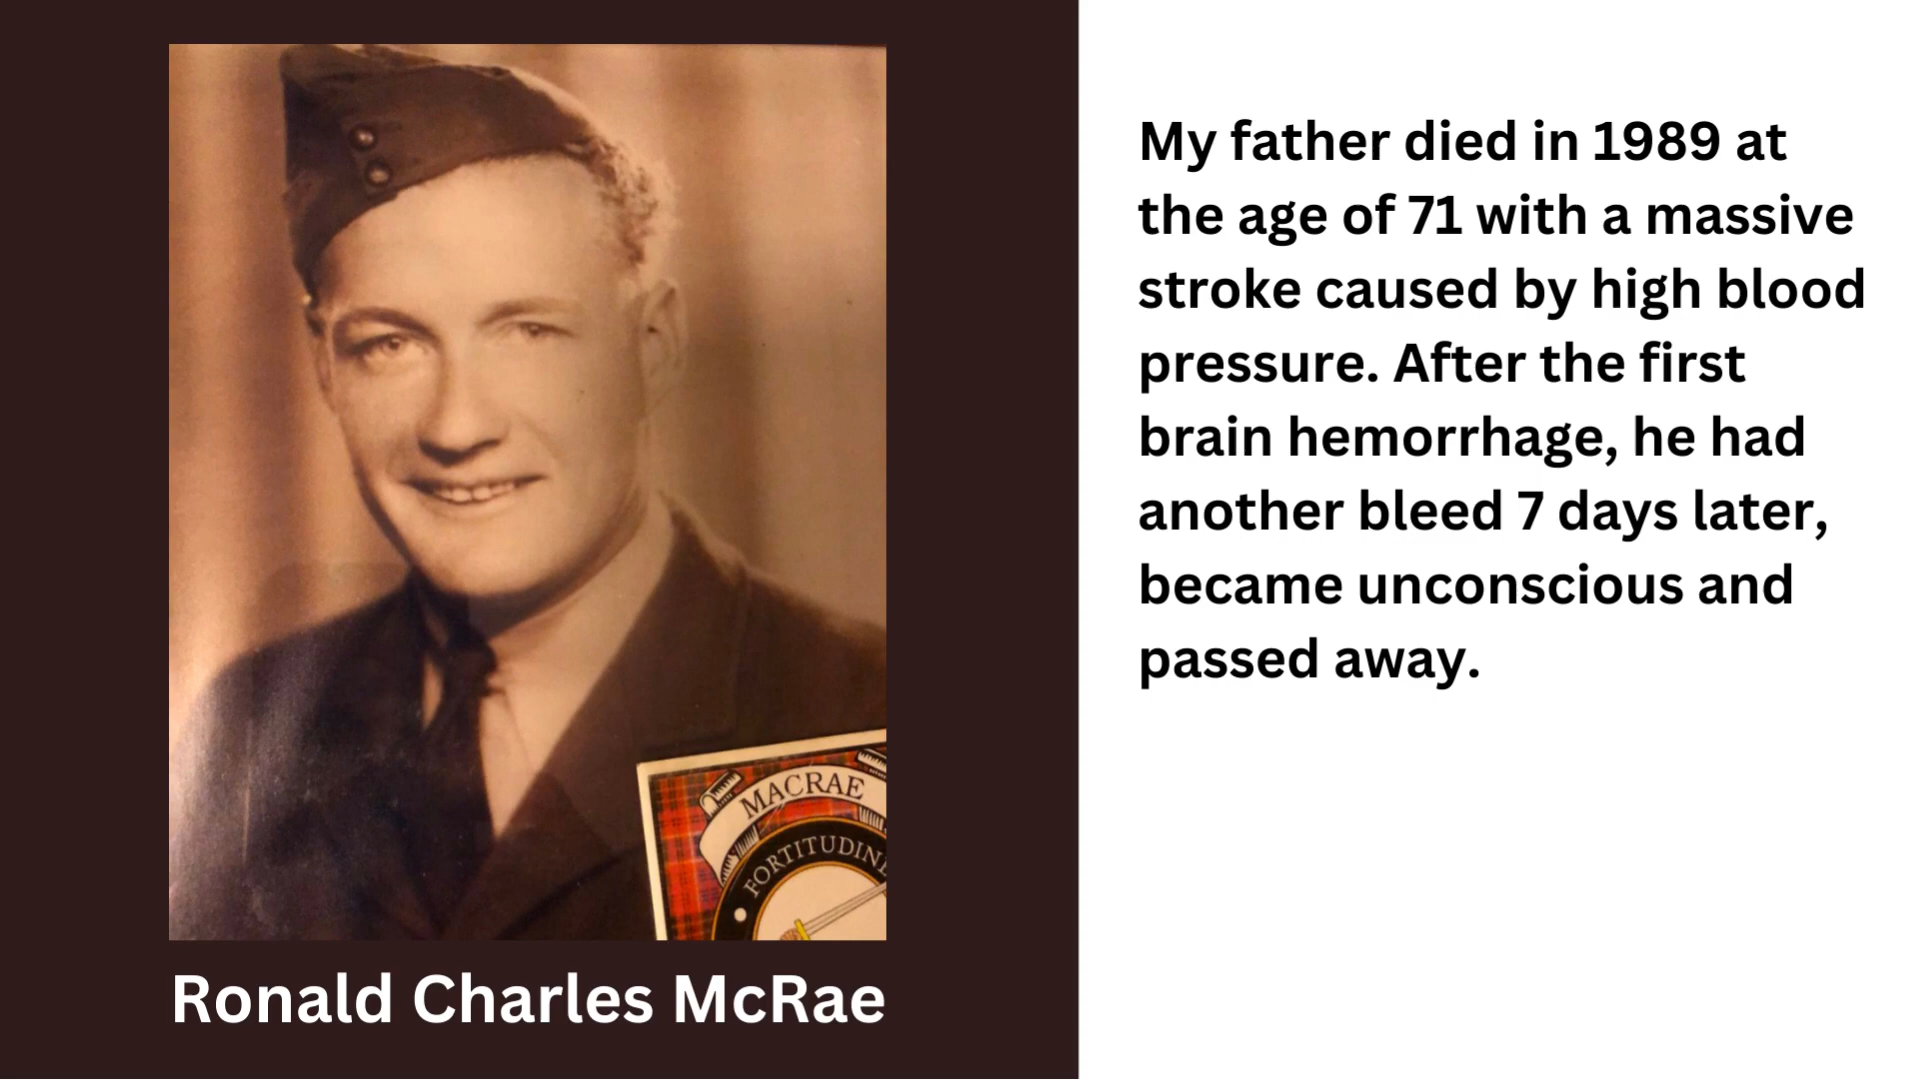 My father died in 1989 at
the age of 71 with a massive
stroke caused by high blood
pressure. After the first
brain hemorrhage, he had
another bleed 7 days later,
became unconscious and
passed away.
MACRAE
Ronald Charles McRae